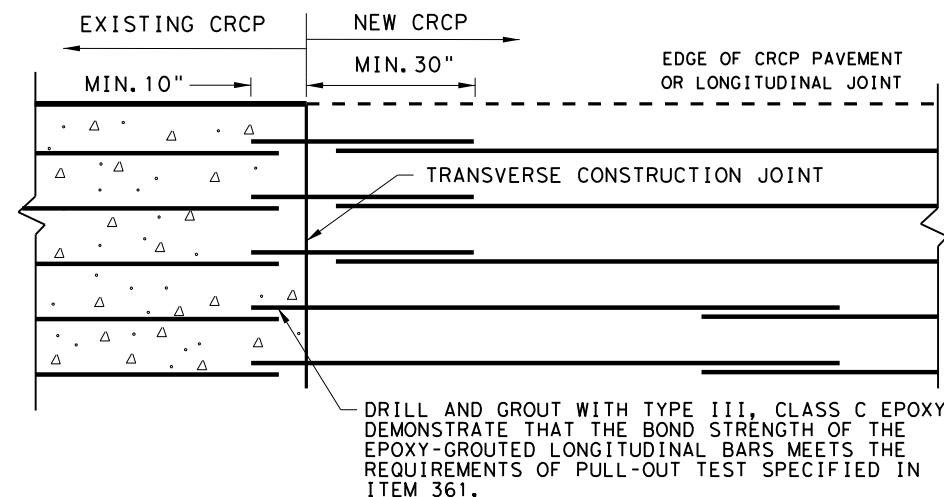 EXISTING CRCP
NEW CRCP
MIN. 10"
MIN. 30"
EDGE OF CRCP PAVEMENT
OR LONGITUDINAL JOINT
TRANSVERSE CONSTRUCTION JOINT
DRILL AND GROUT WITH TYPE III, CLASS C EPOXY
DEMONSTRATE THAT THE BOND STRENGTH OF THE
EPOXY-GROUTED LONGITUDINAL BARS MEETS THE
REQUIREMENTS OF PULL-OUT TEST SPECIFIED IN
ITEM 361.